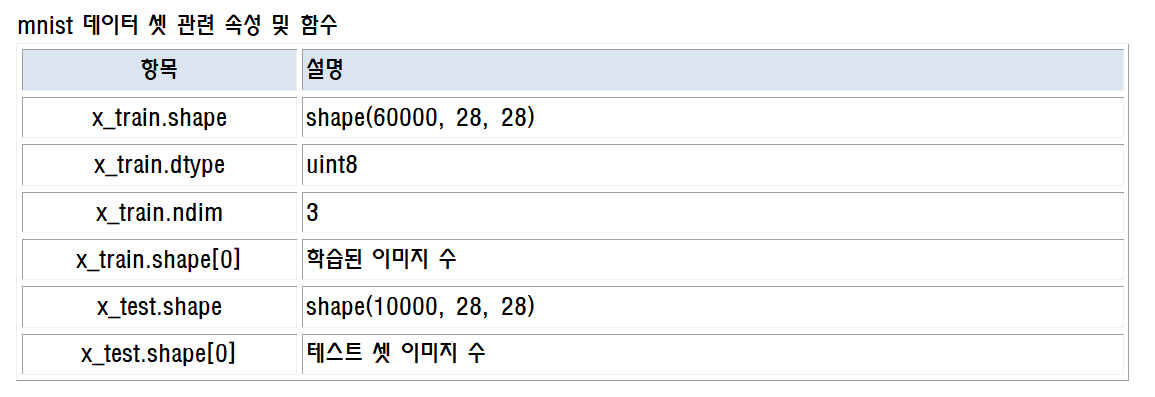 mnist 데이터 셋 관련 속성 및 함수
항목 설명
x_train.shape shape(60000, 28, 28)
x_train.dtype uint8
x_train.ndim 3
x_train.shape[0] 학습된 이미지 수
x_test.shape shape(10000, 28, 28)
x_test.shape[0] 테스트 셋 이미지 수